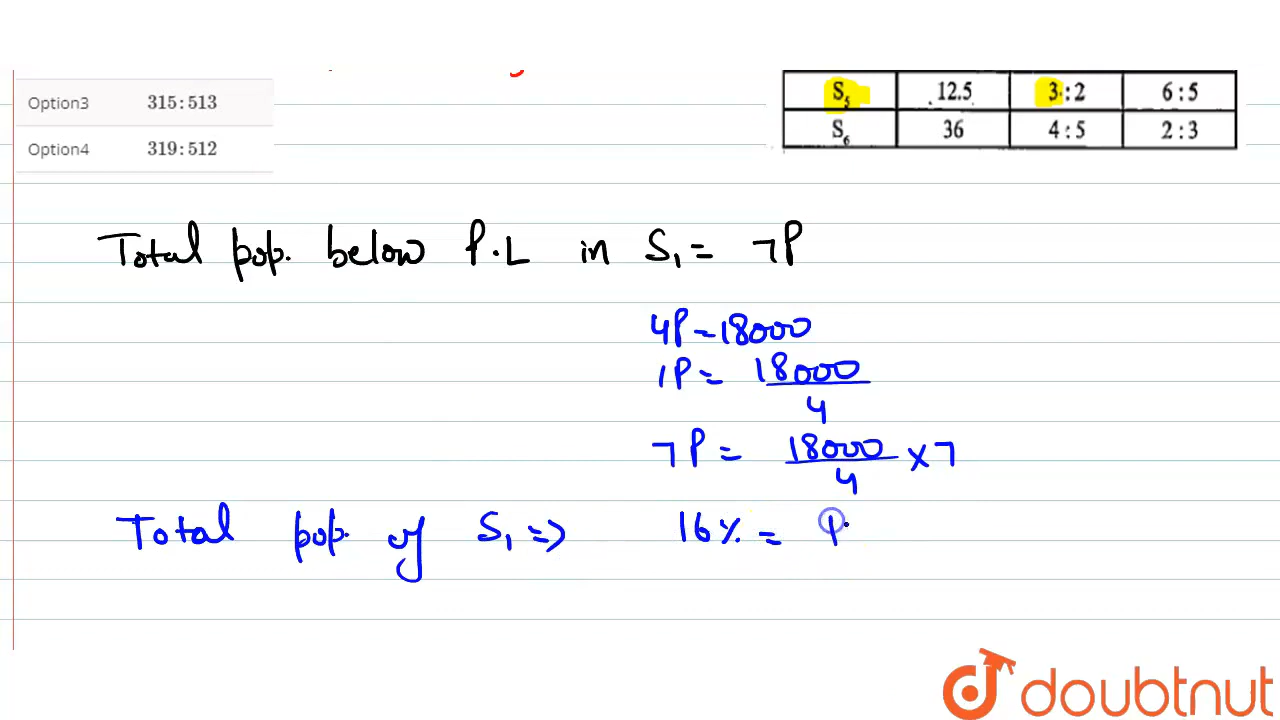 Option3 315:513
S5 12.5 3:2 6:5
S6 36 4:5 2:3
Option4 319:512
Total pop. below P.L in S1 = 7P
4P = 18000
1P = 18000/4
7P = 18000/4 x 7
Total pop. of S1 => 16% = P.
doubtnut